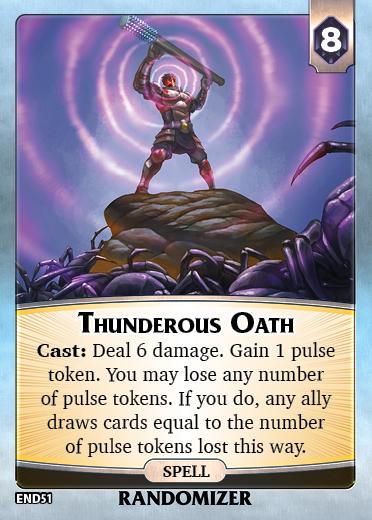 8
THUNDEROUS OATH
Cast: Deal 6 damage. Gain 1 pulse
token. You may lose any number
of pulse tokens. If you do, any ally
draws cards equal to the number
of pulse tokens lost this way.
SPELL
END51
RANDOMIZER